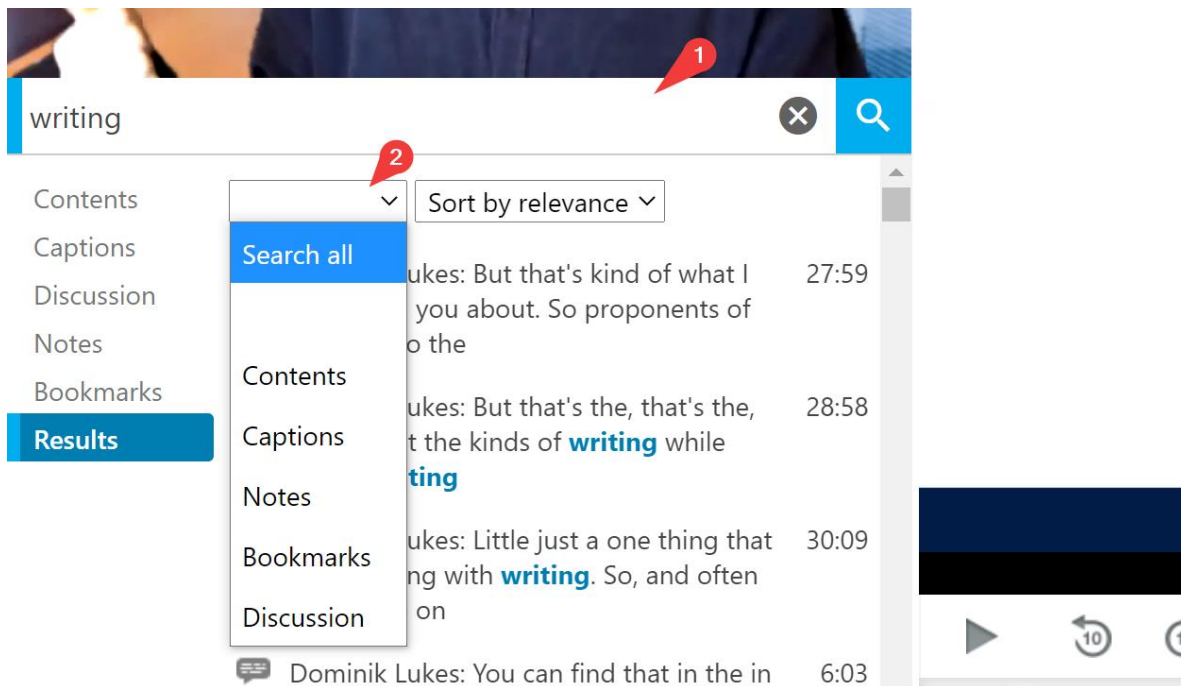 1
writing
2
Contents
Captions
Discussion
Notes
Bookmarks
Results
Sort by relevance
Search all
Contents
Captions
Notes
Bookmarks
Discussion
ukes: But that's kind of what I 27:59
you about. So proponents of
o the
ukes: But that's the, that's the, 28:58
t the kinds of writing while
ting
ukes: Little just a one thing that 30:09
ng with writing. So, and often
on
Dominik Lukes: You can find that in the in 6:03
10